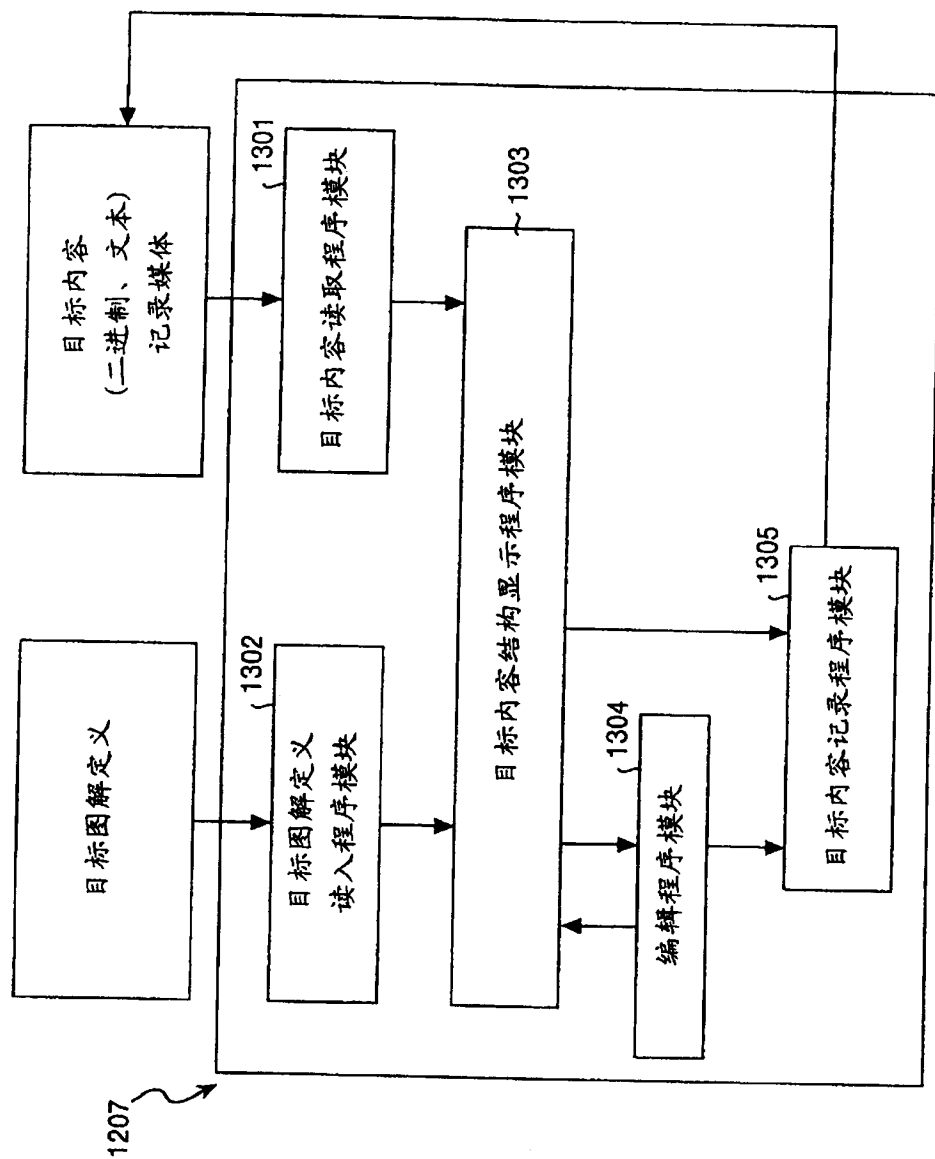 1207
目标图解定义
目标内容
(二进制、文本)
记录媒体
1302
目标图解定义
读入程序模块
1301
目标内容读取程序模块
1303
目标内容结构显示程序模块
1304
编辑程序模块
1305
目标内容记录程序模块